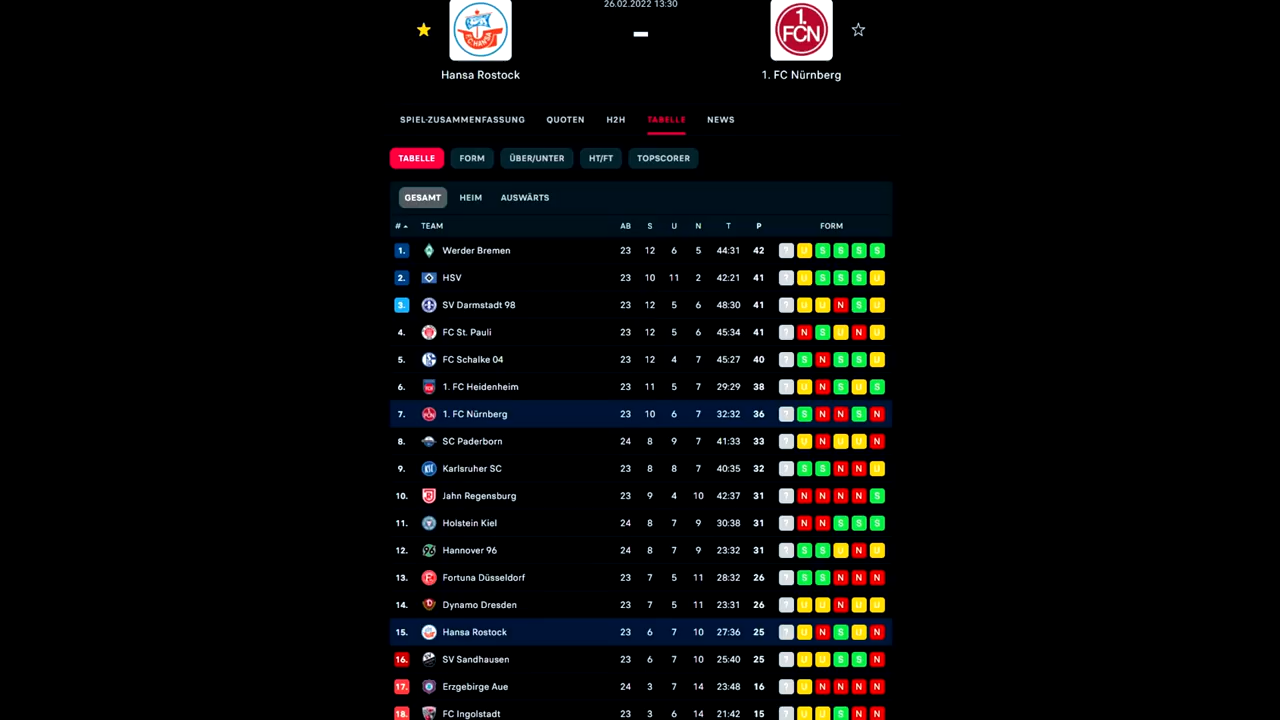 26.02.2022 13:30
F.C. HANSA
1. FCN
Hansa Rostock
1. FC Nürnberg
SPIEL-ZUSAMMENFASSUNG QUOTEN H2H TABELLE NEWS
TABELLE FORM ÜBER/UNTER HT/FT TOPSCORER
GESAMT HEIM AUSWÄRTS
# TEAM AB S U N T P FORM
1. Werder Bremen 23 12 6 5 44:31 42 ? U S S S S
2. HSV 23 10 11 2 42:21 41 ? U S S S U
3. SV Darmstadt 98 23 12 5 6 48:30 41 ? U U N S U
4. FC St. Pauli 23 12 5 6 45:34 41 ? N S U N U
5. FC Schalke 04 23 12 4 7 45:27 40 ? S N S S U
6. 1. FC Heidenheim 23 11 5 7 29:29 38 ? U N S U S
7. 1. FC Nürnberg 23 10 6 7 32:32 36 ? S N N S N
8. SC Paderborn 24 8 9 7 41:33 33 ? U N U U N
9. Karlsruher SC 23 8 8 7 40:35 32 ? S S N N U
10. Jahn Regensburg 23 9 4 10 42:37 31 ? N N N N S
11. Holstein Kiel 24 8 7 9 30:38 31 ? N N S S S
12. Hannover 96 24 8 7 9 23:32 31 ? S S U N U
13. Fortuna Düsseldorf 23 7 5 11 28:32 26 ? S S N N N
14. Dynamo Dresden 23 7 5 11 23:31 26 ? U U N U U
15. Hansa Rostock 23 6 7 10 27:36 25 ? U N S U N
16. SV Sandhausen 23 6 7 10 25:40 25 ? U U S S N
17. Erzgebirge Aue 24 3 7 14 23:48 16 ? U N N N N
18. FC Ingolstadt 23 3 6 14 21:42 15 ? U U S N N